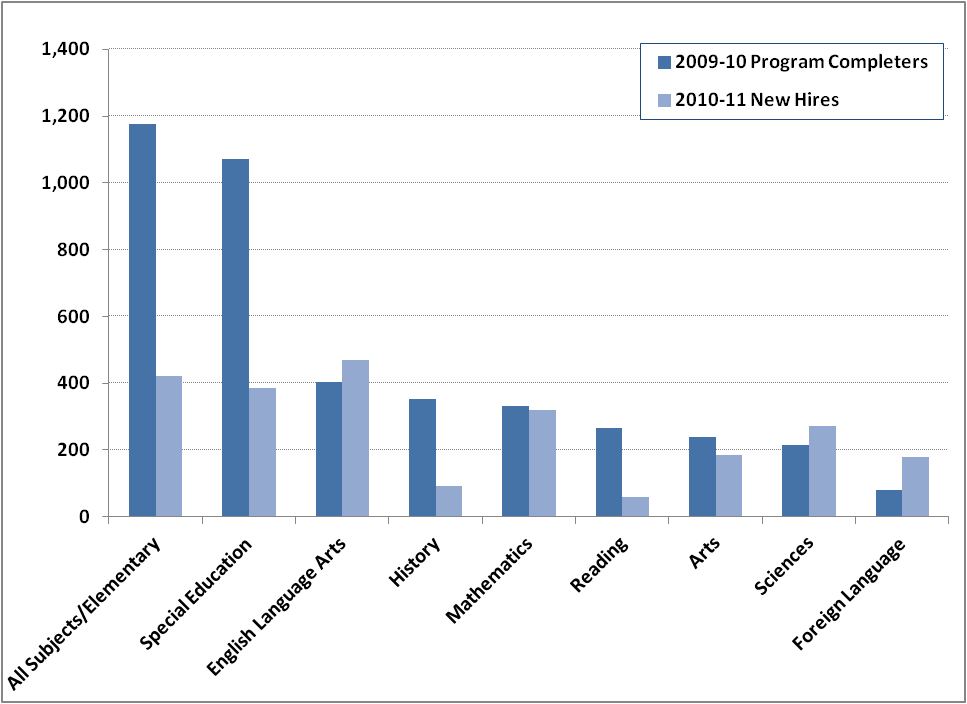 1,400
1,200
1,000
800
600
400
200
0
2009-10 Program Completers
2010-11 New Hires
All Subjects/Elementary
Special Education
English Language Arts
History
Mathematics
Reading
Arts
Sciences
Foreign Language